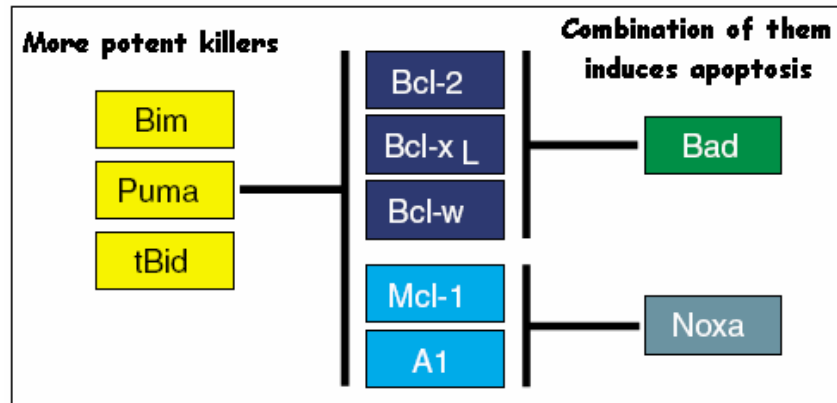 More potent killers
Combination of them
induces apoptosis
Bim
Puma
tBid
Bcl-2
Bcl-x L
Bcl-w
Mcl-1
A1
Bad
Noxa